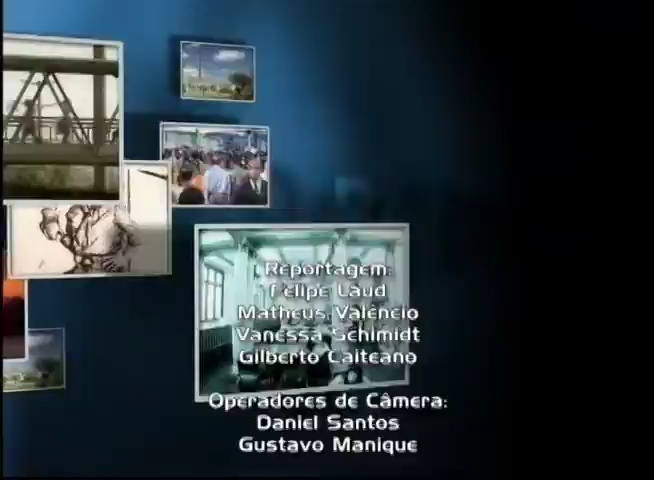 Reportagem:
Felipe Laud
Matheus Valêncio
Vanessa Schimidt
Gilberto Caiteano
Operadores de Câmera:
Daniel Santos
Gustavo Manique